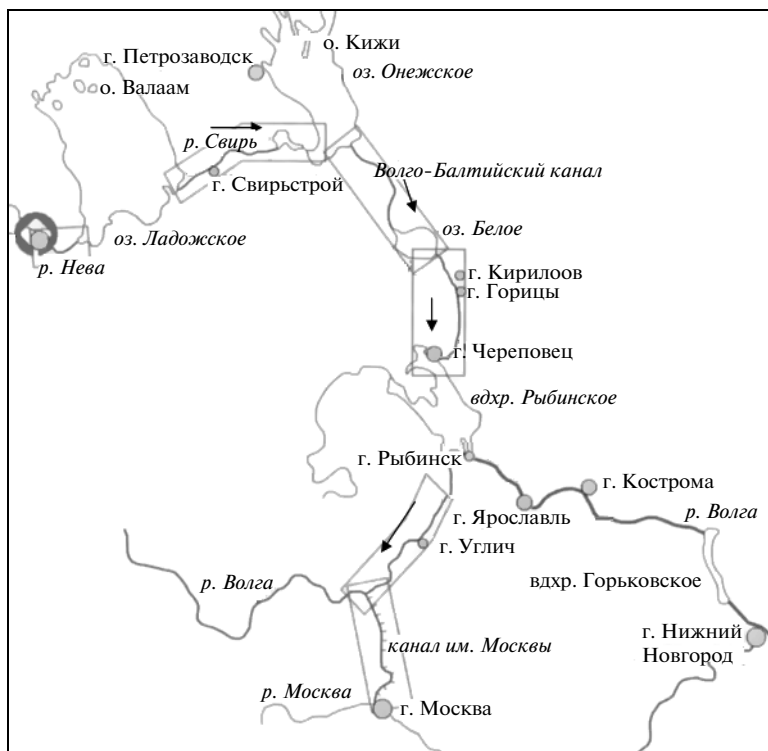 о. Кижи
г. Петрозаводск
оз. Онежское
о. Валаам
р. Свирь
Волго-Балтийский канал
г. Свирьстрой
оз. Белое
оз. Ладожское
р. Нева
г. Кирилоов
г. Горицы
г. Череповец
вдхр. Рыбинское
г. Рыбинск
г. Кострома
г. Ярославль
р. Волга
г. Углич
р. Волга
вдхр. Горьковское
г. Нижний
Новгород
канал им. Москвы
р. Москва
г. Москва